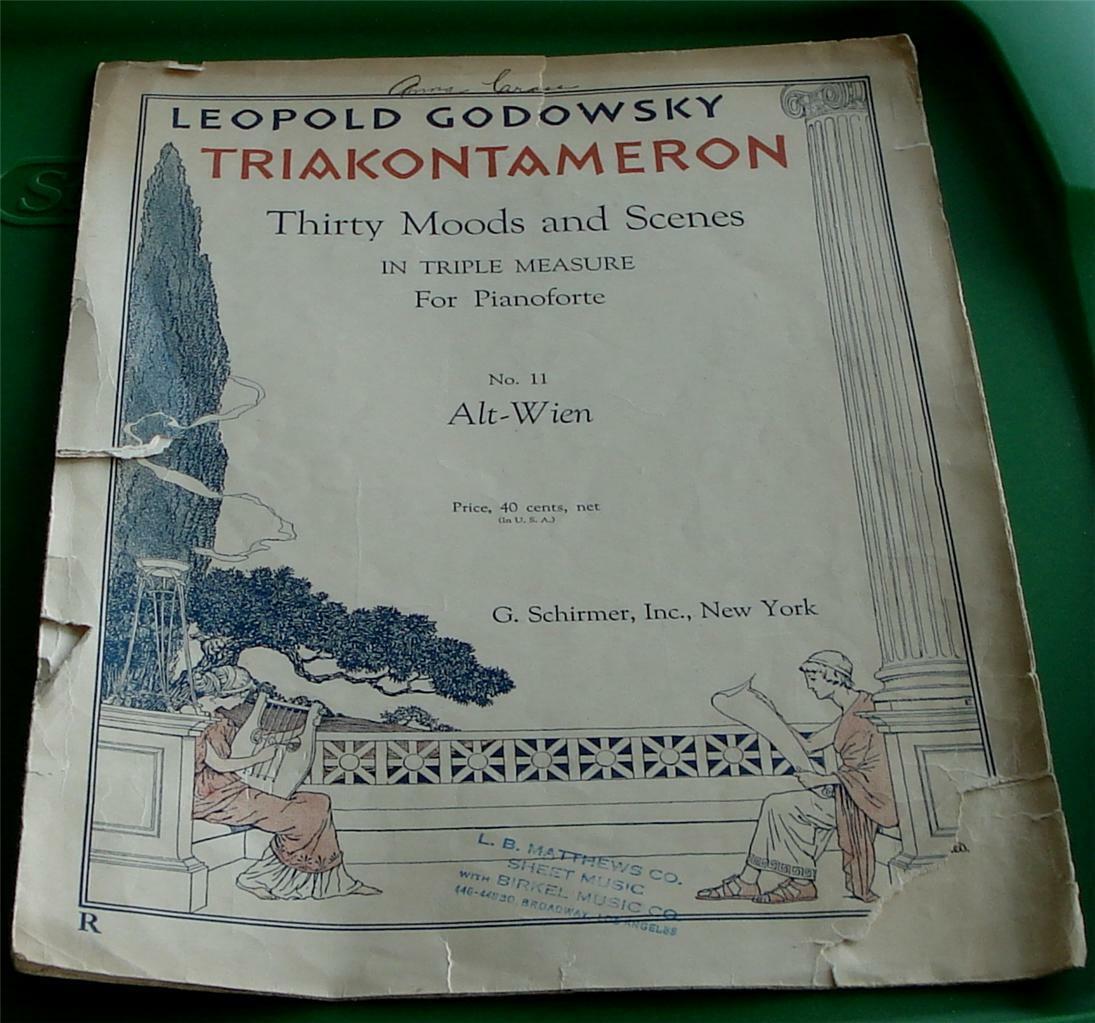 LEOPOLD GODOWSKY
TRIAKONTAMERON
Thirty Moods and Scenes
IN TRIPLE MEASURE
For Pianoforte
No. 11
Alt-Wien
Price, 40 cents, net
(In U. S. A.)
G. Schirmer, Inc., New York
L. B. MATTHEWS CO.
SHEET MUSIC
WITH BIRKEL MUSIC CO.
BROADWAY, LOS ANGELES
R